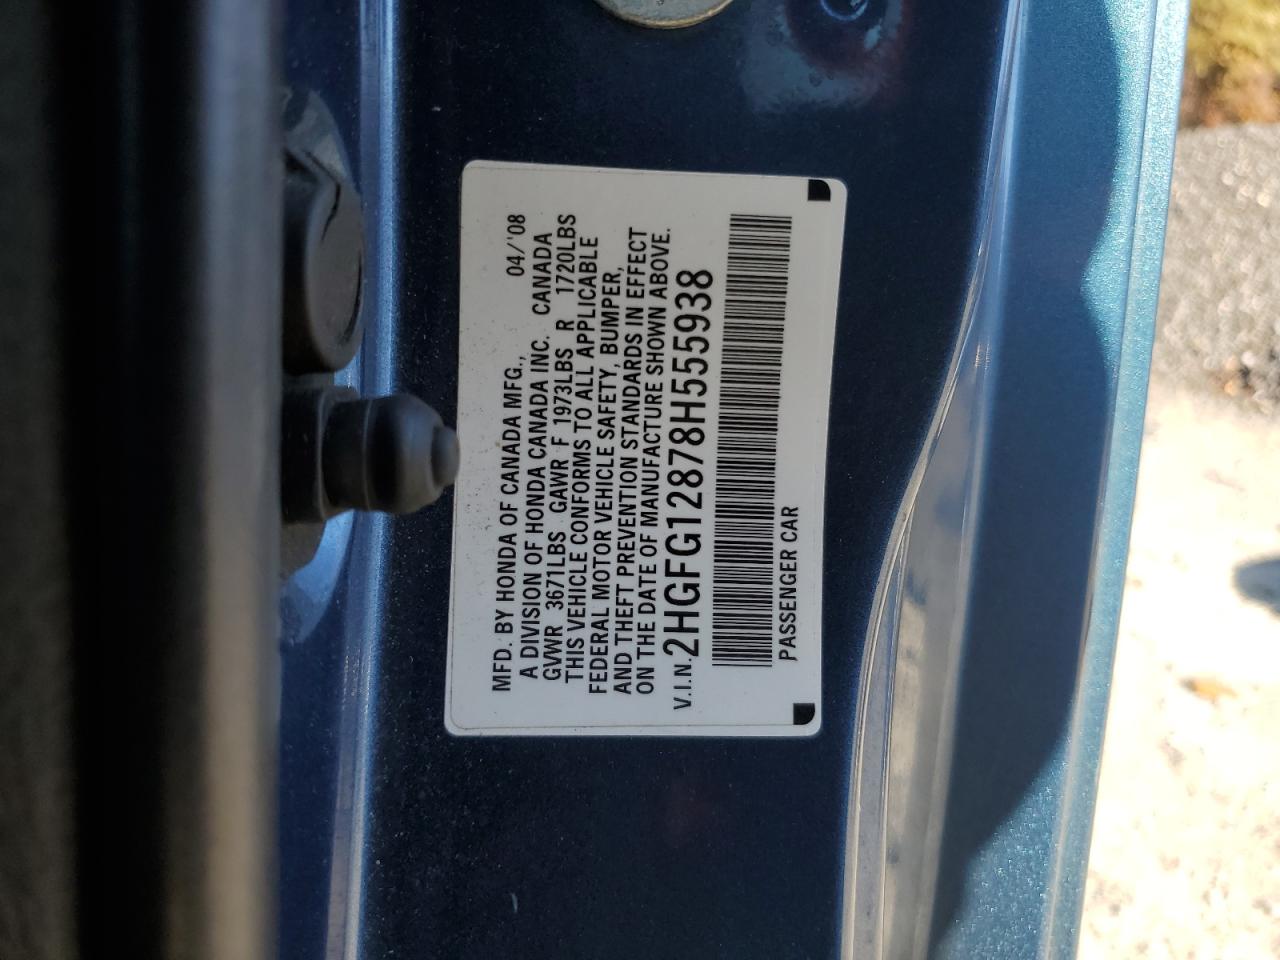 MFD. BY HONDA OF CANADA MFG., 04/'08
A DIVISION OF HONDA CANADA INC. CANADA
GVWR 3671LBS GAWR F 1973LBS R 1720LBS
THIS VEHICLE CONFORMS TO ALL APPLICABLE
FEDERAL MOTOR VEHICLE SAFETY, BUMPER,
AND THEFT PREVENTION STANDARDS IN EFFECT
ON THE DATE OF MANUFACTURE SHOWN ABOVE.
V.I.N. 2HGFG12878H555938
PASSENGER CAR